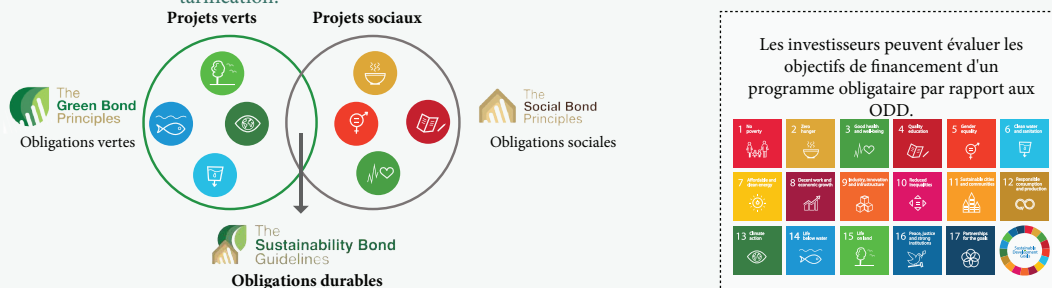 tarification.
Projets verts
Projets sociaux
The
Green Bond
Principles
Obligations vertes
The
Social Bond
Principles
Obligations sociales
The
Sustainability Bond
Guidelines
Obligations durables
Les investisseurs peuvent évaluer les
objectifs de financement d'un
programme obligataire par rapport aux
ODD.
1 No
poverty
2 Zero
hunger
3 Good health
and well-being
4 Quality
education
5 Gender
equality
6 Clean water
and sanitation
7 Affordable and
clean energy
8 Decent work and
economic growth
9 Industry, innovation
and infrastructure
10 Reduced
inequalities
11 Sustainable cities
and communities
12 Responsible
consumption
and production
13 Climate
action
14 Life
below water
15 Life
on land
16 Peace, justice
and strong
institutions
17 Partnerships
for the goals
Sustainable
Development
Goals